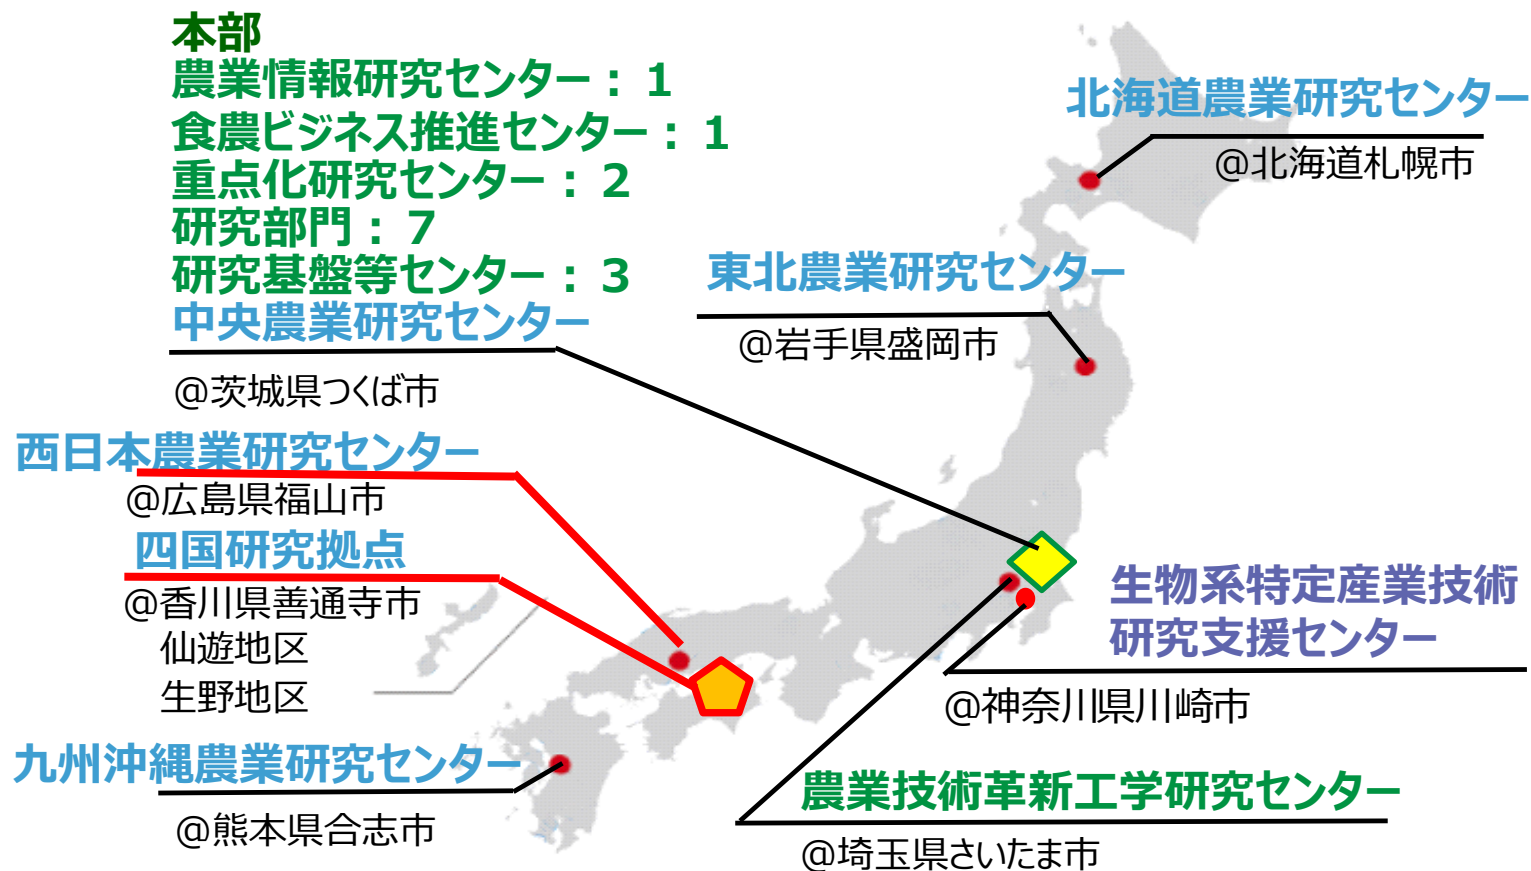 本部
農業情報研究センター：1
食農ビジネス推進センター：1
重点化研究センター：2
研究部門：7
研究基盤等センター：3
中央農業研究センター
@茨城県つくば市
北海道農業研究センター
@北海道札幌市
東北農業研究センター
@岩手県盛岡市
西日本農業研究センター
@広島県福山市
四国研究拠点
@香川県善通寺市
仙遊地区
生野地区
九州沖縄農業研究センター
@熊本県合志市
生物系特定産業技術
研究支援センター
@神奈川県川崎市
農業技術革新工学研究センター
@埼玉県さいたま市